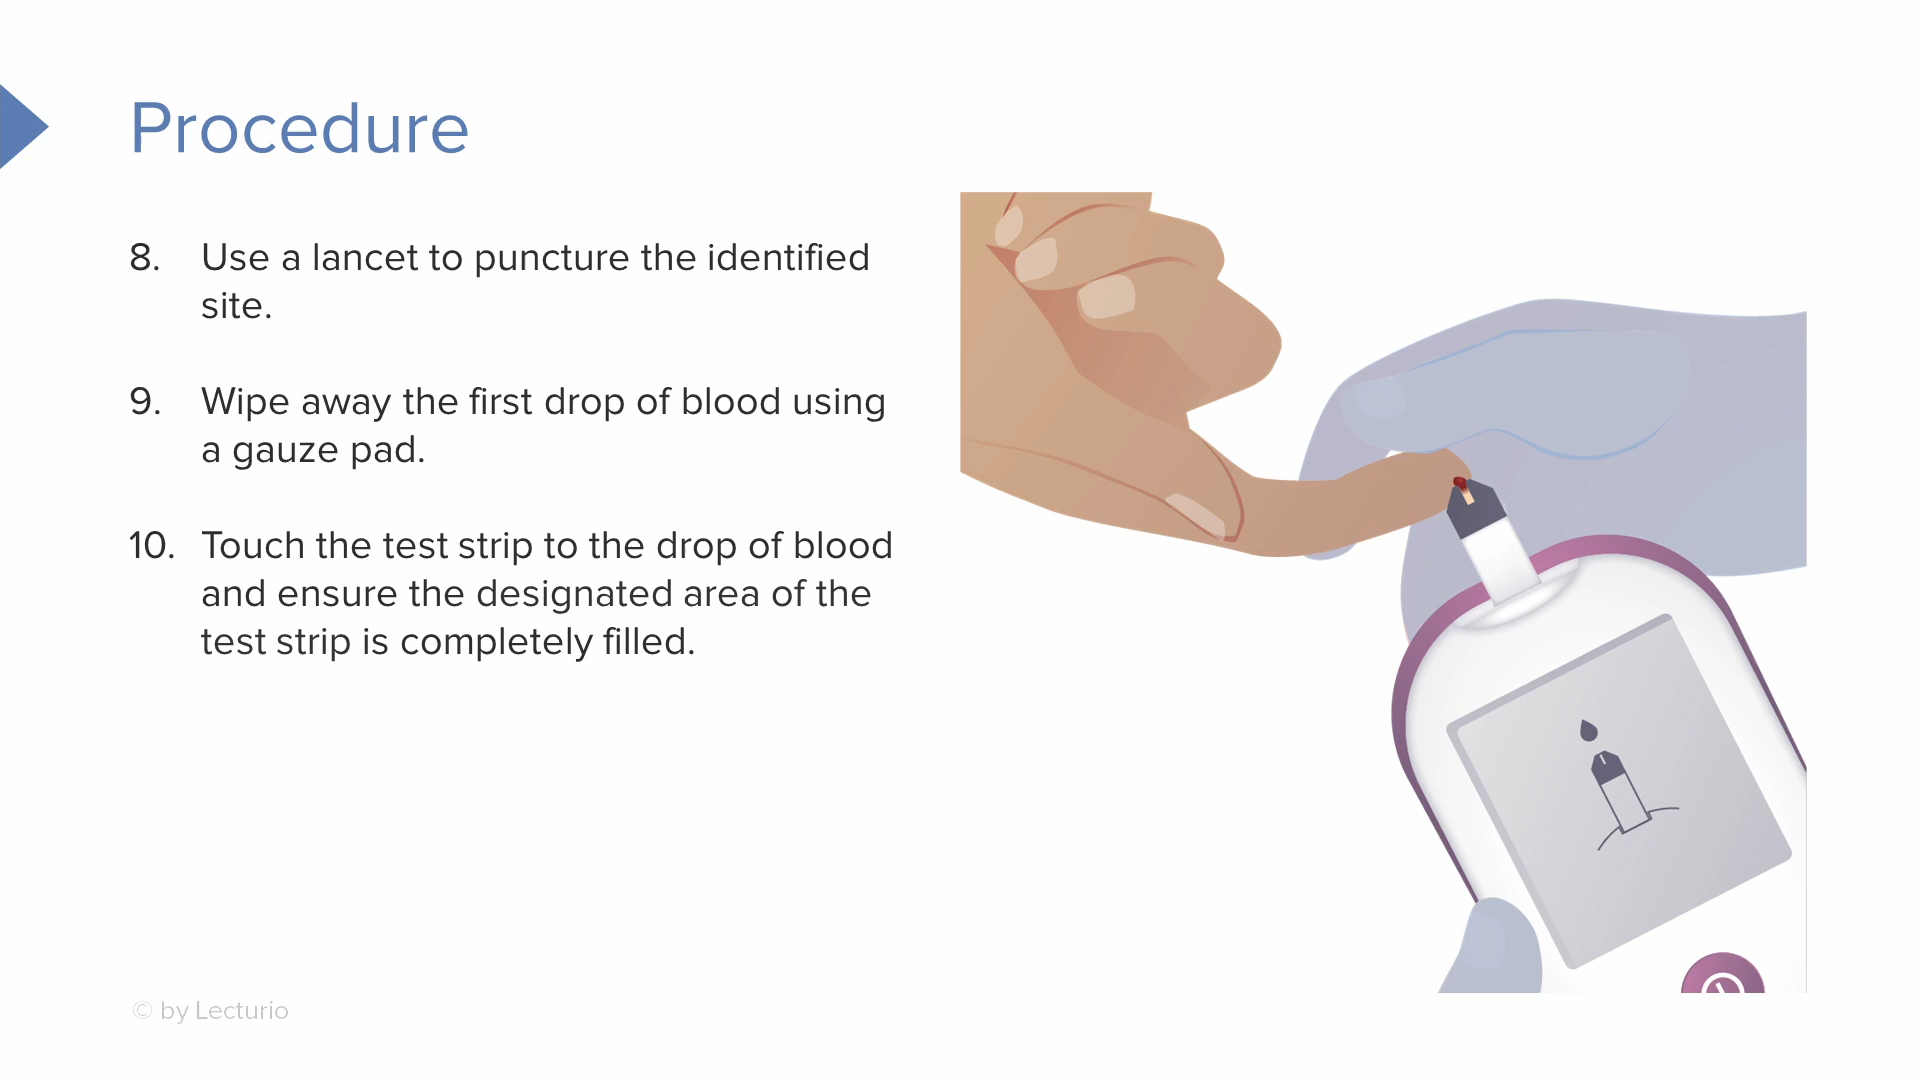 Procedure
8. Use a lancet to puncture the identified
site.
9. Wipe away the first drop of blood using
a gauze pad.
10. Touch the test strip to the drop of blood
and ensure the designated area of the
test strip is completely filled.
© by Lecturio